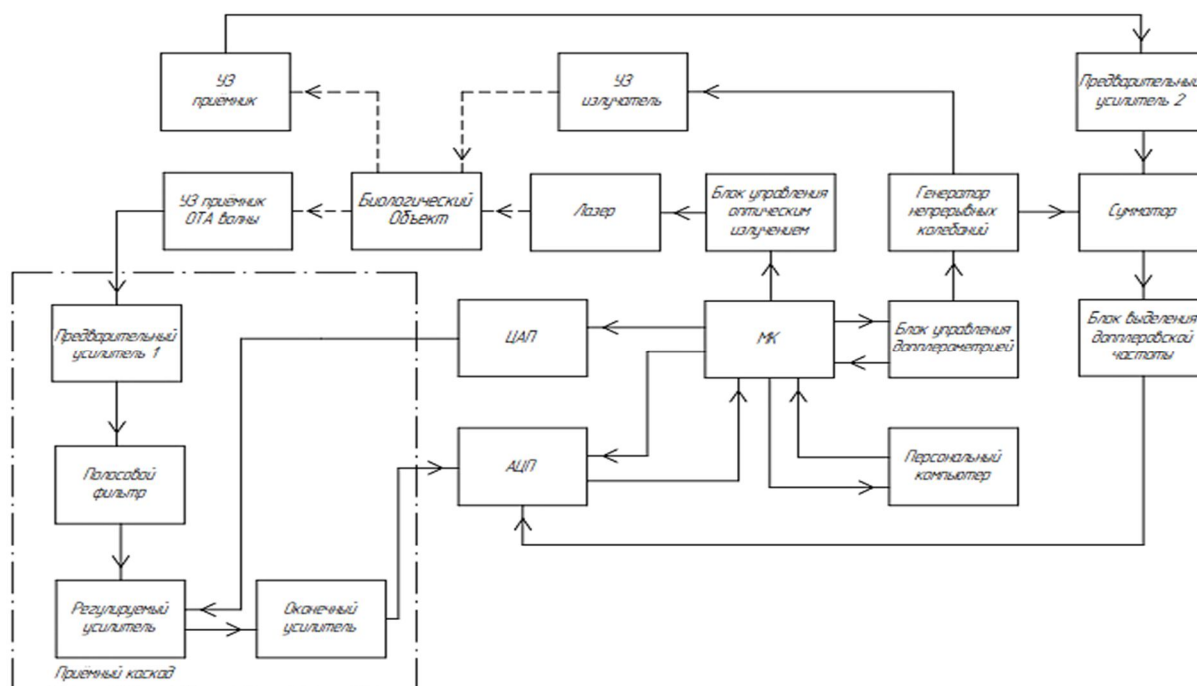 УЗ
приёмник
УЗ
излучатель
Предварительный
усилитель 2
УЗ приёмник
ОТА волны
Биологический
Объект
Лазер
Блок управления
оптическим
излучением
Генератор
непрерывных
колебаний
Сумматор
Предварительный
усилитель 1
ЦАП
МК
Блок управления
допплерометрией
Блок выделения
допплеровской
частоты
Полосовой
фильтр
АЦП
Персональный
компьютер
Регулируемый
усилитель
Оконечный
усилитель
Приёмный каскад